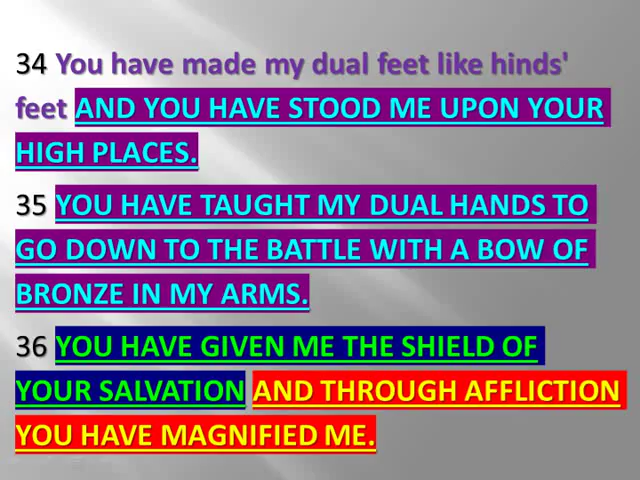 34 You have made my dual feet like hinds'
feet AND YOU HAVE STOOD ME UPON YOUR
HIGH PLACES.
35 YOU HAVE TAUGHT MY DUAL HANDS TO
GO DOWN TO THE BATTLE WITH A BOW OF
BRONZE IN MY ARMS.
36 YOU HAVE GIVEN ME THE SHIELD OF
YOUR SALVATION AND THROUGH AFFLICTION
YOU HAVE MAGNIFIED ME.